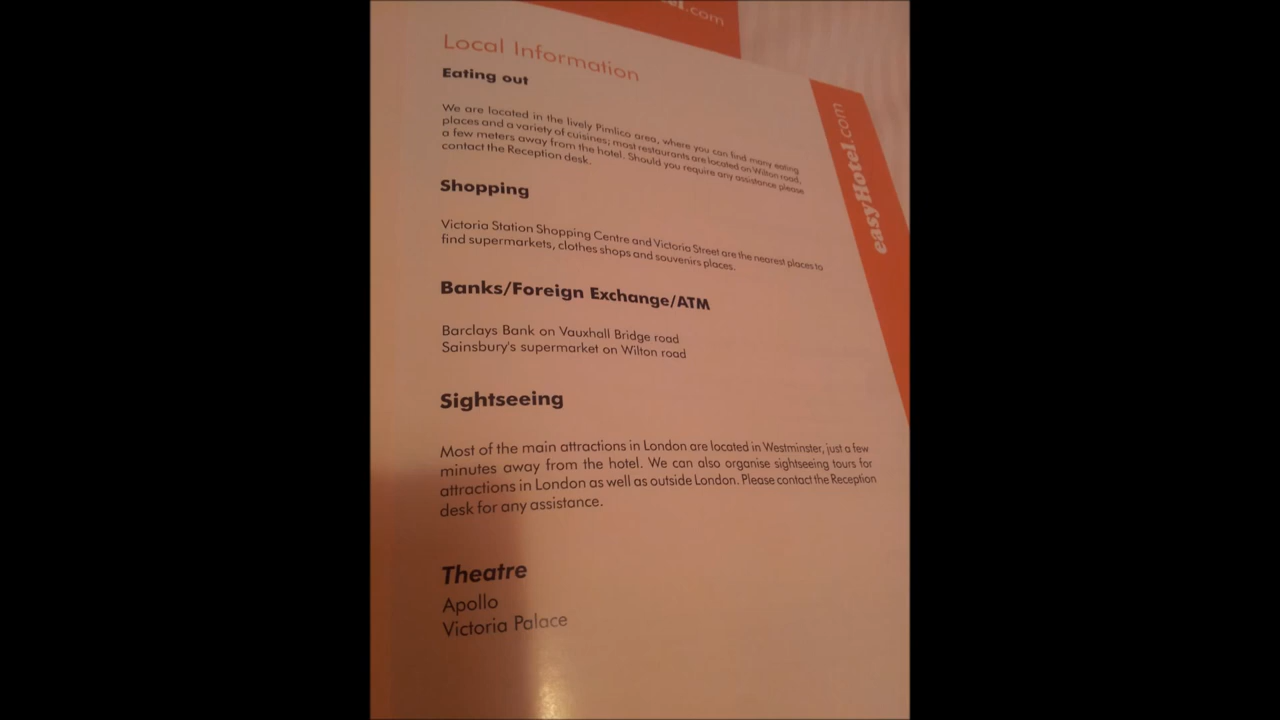 el.com
Local Information
Eating out
We are located in the lively Pimlico area, where you can find many eating
places and a variety of cuisines; most restaurants are located on Wilton road,
a few meters away from the hotel. Should you require any assistance please
contact the Reception desk.
Shopping
Victoria Station Shopping Centre and Victoria Street are the nearest places to
find supermarkets, clothes shops and souvenirs places.
Banks/Foreign Exchange/ATM
Barclays Bank on Vauxhall Bridge road
Sainsbury's supermarket on Wilton road
Sightseeing
Most of the main attractions in London are located in Westminster, just a few
minutes away from the hotel. We can also organise sightseeing tours for
attractions in London as well as outside London. Please contact the Reception
desk for any assistance.
Theatre
Apollo
Victoria Palace
easyHotel.com